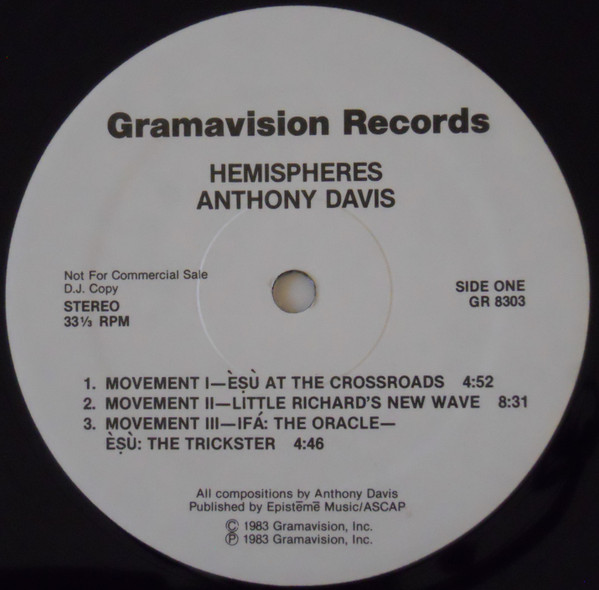 Gramavision Records
HEMISPHERES
ANTHONY DAVIS
Not For Commercial Sale
D.J. Copy
STEREO
33⅓ RPM
SIDE ONE
GR 8303
1. MOVEMENT I—ÈṢÙ AT THE CROSSROADS 4:52
2. MOVEMENT II—LITTLE RICHARD'S NEW WAVE 8:31
3. MOVEMENT III—IFÁ: THE ORACLE—
ÈṢÙ: THE TRICKSTER 4:46
All compositions by Anthony Davis
Published by Epistēmē Music/ASCAP
Ⓒ 1983 Gramavision, Inc.
Ⓟ 1983 Gramavision, Inc.